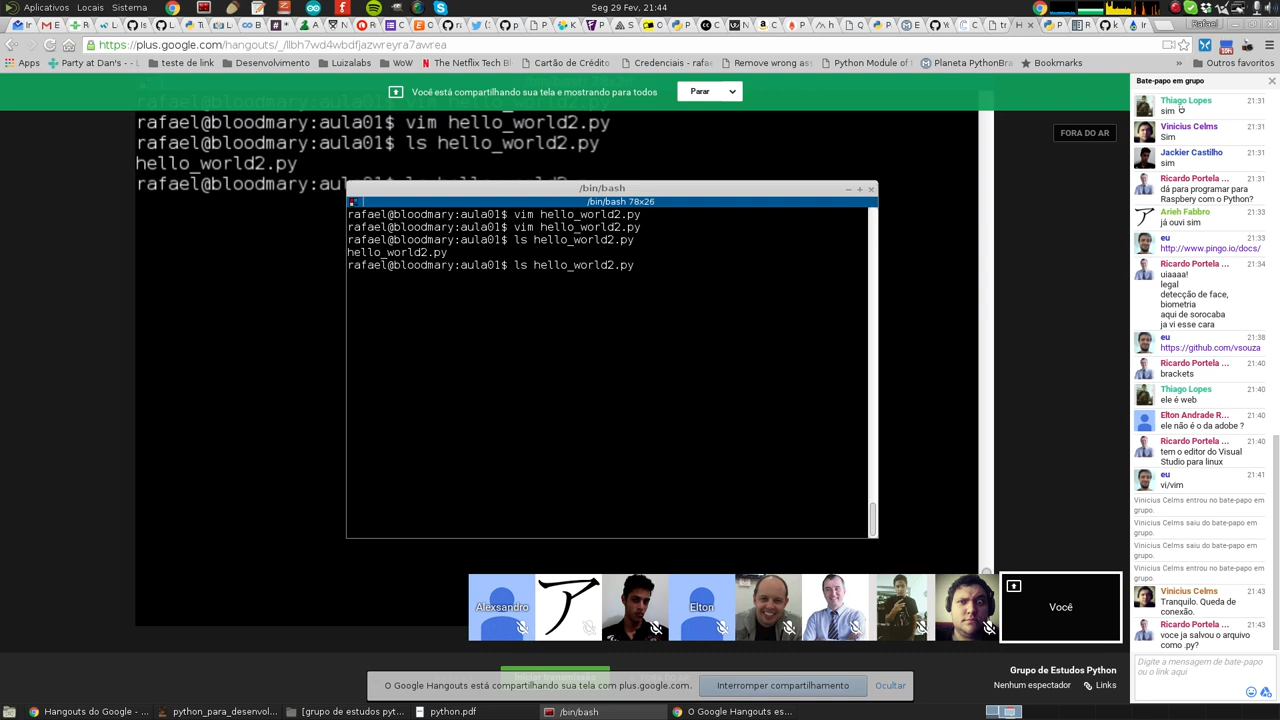 Aplicativos Locais Sistema
Seg 29 Fev, 21:44
Rafael
https://plus.google.com/hangouts/_/llbh7wd4wbdfjazwreyra7awrea
Apps Party at Dan's— teste de link Desenvolvimento Luizalabs WoW The Netflix Tech Bl Cartão de Crédito Credenciais - rafae Remove wrong ass Python Module of Planeta PythonBra Bookmarks » Outros favoritos
Você está compartilhando sua tela e mostrando para todos
Parar
FORA DO AR
rafael@bloodmary:aula01$ vim hello_world2.py
rafael@bloodmary:aula01$ ls hello_world2.py
hello_world2.py
/bin/bash
/bin/bash 78x26
rafael@bloodmary:aula01$ vim hello_world2.py
rafael@bloodmary:aula01$ vim hello_world2.py
rafael@bloodmary:aula01$ ls hello_world2.py
hello_world2.py
rafael@bloodmary:aula01$ ls hello_world2.py
Alexsandro
Elton
Você
Grupo de Estudos Python
Nenhum espectador Links
O Google Hangouts está compartilhando sua tela com plus.google.com.
Interromper compartilhamento
Ocultar
Bate-papo em grupo
Thiago Lopes 21:31
sim
Vinicius Celms 21:31
Sim
Jackier Castilho 21:31
sim
Ricardo Portela ... 21:31
dá para programar para
Raspbery com o Python?
Arieh Fabbro 21:33
já ouvi sim
eu 21:33
http://www.pingo.io/docs/
Ricardo Portela ... 21:34
uiaaaa!
legal
detecção de face,
biometria
aqui de sorocaba
ja vi esse cara
eu 21:38
https://github.com/vsouza
Ricardo Portela ... 21:40
brackets
Thiago Lopes 21:40
ele é web
Elton Andrade R... 21:40
ele não é o da adobe ?
Ricardo Portela ... 21:40
tem o editor do Visual
Studio para linux
eu 21:41
vi/vim
Vinicius Celms entrou no bate-papo em
grupo.
Vinicius Celms saiu do bate-papo em
grupo.
Vinicius Celms saiu do bate-papo em
grupo.
Vinicius Celms entrou no bate-papo em
grupo.
Vinicius Celms 21:43
Tranquilo. Queda de
conexão.
Ricardo Portela ... 21:43
voce ja salvou o arquivo
como .py?
Digite a mensagem de bate-papo
ou o link aqui
Hangouts do Google - ... python_para_desenvol... [grupo de estudos pyt... python.pdf /bin/bash O Google Hangouts es...